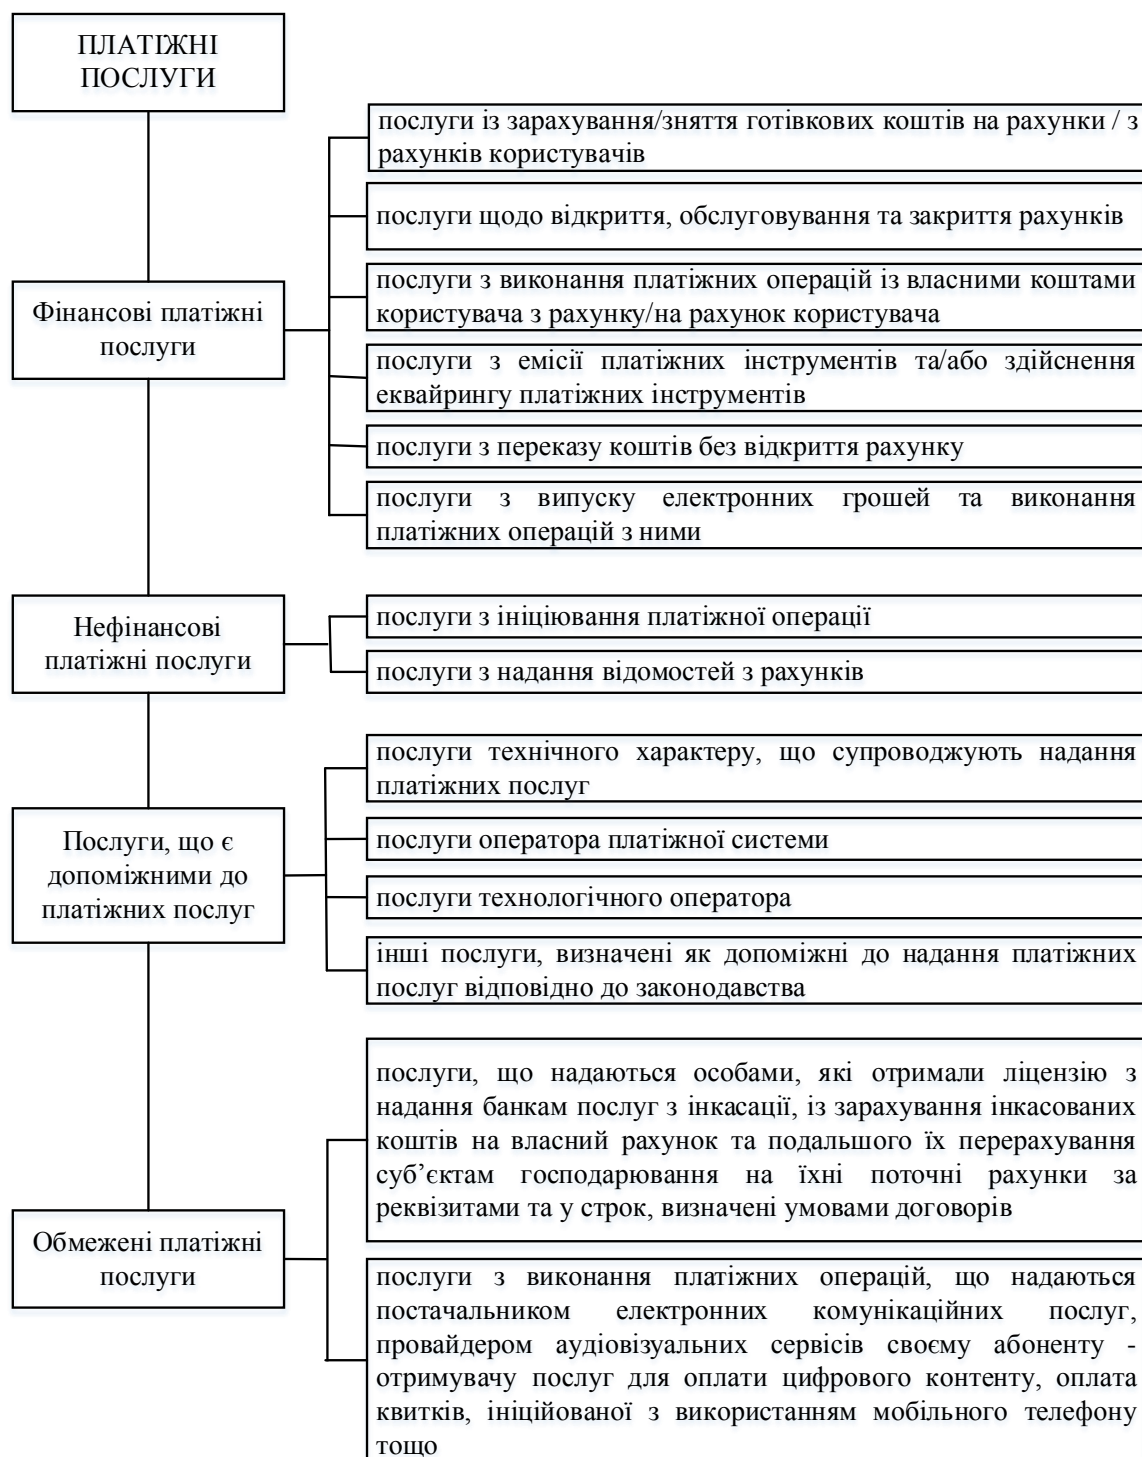 ПЛАТІЖНІ
ПОСЛУГИ
Фінансові платіжні
послуги
послуги із зарахування/зняття готівкових коштів на рахунки / з
рахунків користувачів
послуги щодо відкриття, обслуговування та закриття рахунків
послуги з виконання платіжних операцій із власними коштами
користувача з рахунку/на рахунок користувача
послуги з емісії платіжних інструментів та/або здійснення
еквайрингу платіжних інструментів
послуги з переказу коштів без відкриття рахунку
послуги з випуску електронних грошей та виконання
платіжних операцій з ними
Нефінансові
платіжні послуги
послуги з ініціювання платіжної операції
послуги з надання відомостей з рахунків
Послуги, що є
допоміжними до
платіжних послуг
послуги технічного характеру, що супроводжують надання
платіжних послуг
послуги оператора платіжної системи
послуги технологічного оператора
інші послуги, визначені як допоміжні до надання платіжних
послуг відповідно до законодавства
Обмежені платіжні
послуги
послуги, що надаються особами, які отримали ліцензію з
надання банкам послуг з інкасації, із зарахування інкасованих
коштів на власний рахунок та подальшого їх перерахування
суб’єктам господарювання на їхні поточні рахунки за
реквізитами та у строк, визначені умовами договорів
послуги з виконання платіжних операцій, що надаються
постачальником електронних комунікаційних послуг,
провайдером аудіовізуальних сервісів своєму абоненту -
отримувачу послуг для оплати цифрового контенту, оплата
квитків, ініційованої з використанням мобільного телефону
тощо